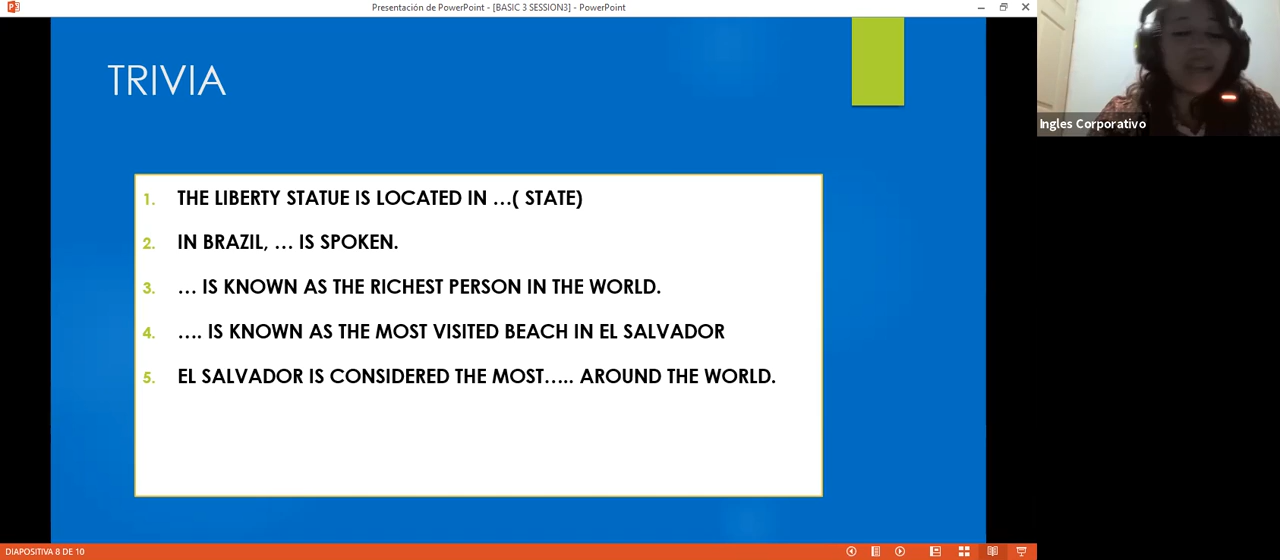 Presentación de PowerPoint - [BASIC 3 SESSION3] - PowerPoint
TRIVIA
1. THE LIBERTY STATUE IS LOCATED IN …( STATE)
2. IN BRAZIL, … IS SPOKEN.
3. … IS KNOWN AS THE RICHEST PERSON IN THE WORLD.
4. …. IS KNOWN AS THE MOST VISITED BEACH IN EL SALVADOR
5. EL SALVADOR IS CONSIDERED THE MOST….. AROUND THE WORLD.
Ingles Corporativo
DIAPOSITIVA 8 DE 10